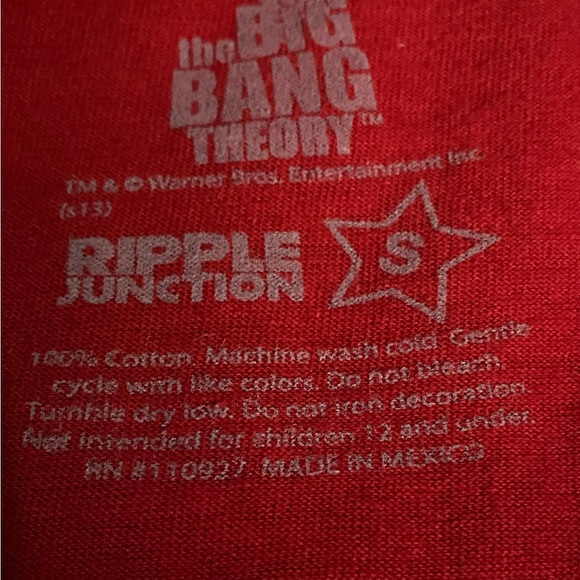 the BIG
BANG
THEORY™
TM & © Warner Bros. Entertainment Inc.
(s13)
RIPPLE
JUNCTION
S
100% Cotton. Machine wash cold. Gentle
cycle with like colors. Do not bleach.
Tumble dry low. Do not iron decoration.
Not intended for children 12 and under.
RN #110927 MADE IN MEXICO